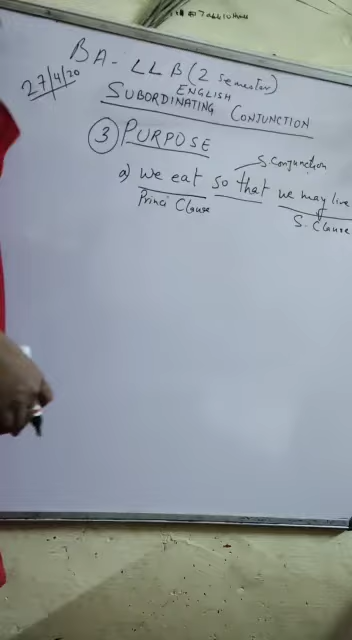 BA - LLB (2 semester)
27/4/20
ENGLISH
SUBORDINATING CONJUNCTION
③ PURPOSE
S. Conjunction
a) we eat so that we may live
Princi Clause
S. Clause